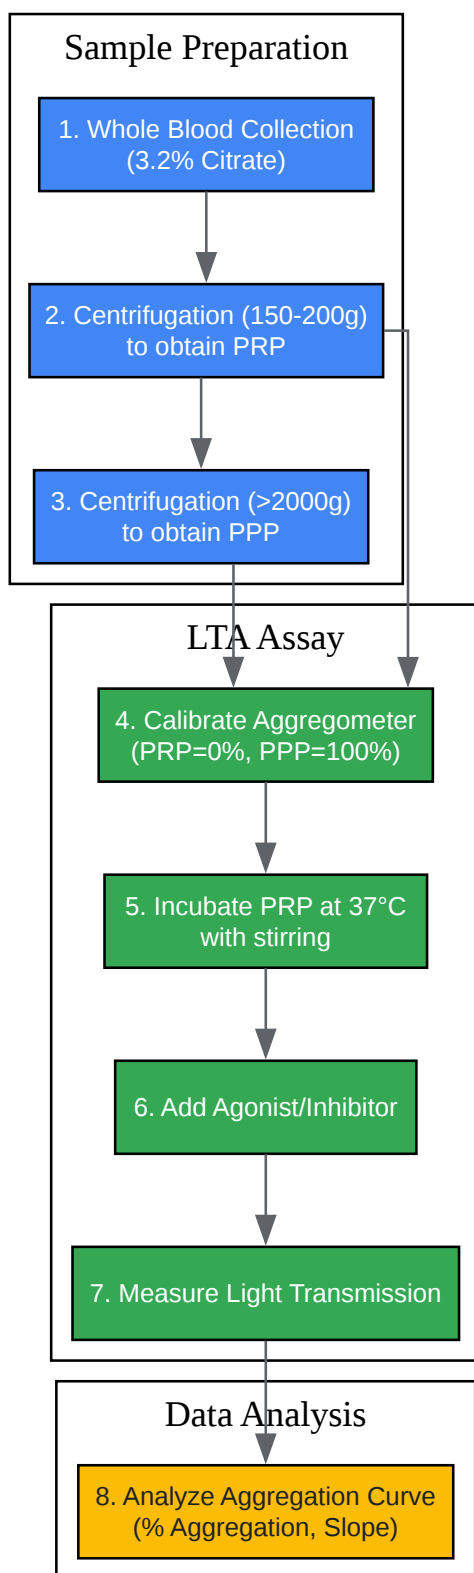 Sample Preparation
1. Whole Blood Collection
(3.2% Citrate)
2. Centrifugation (150-200g)
to obtain PRP
3. Centrifugation (>2000g)
to obtain PPP
LTA Assay
4. Calibrate Aggregometer
(PRP=0%, PPP=100%)
5. Incubate PRP at 37°C
with stirring
6. Add Agonist/Inhibitor
7. Measure Light Transmission
Data Analysis
8. Analyze Aggregation Curve
(% Aggregation, Slope)